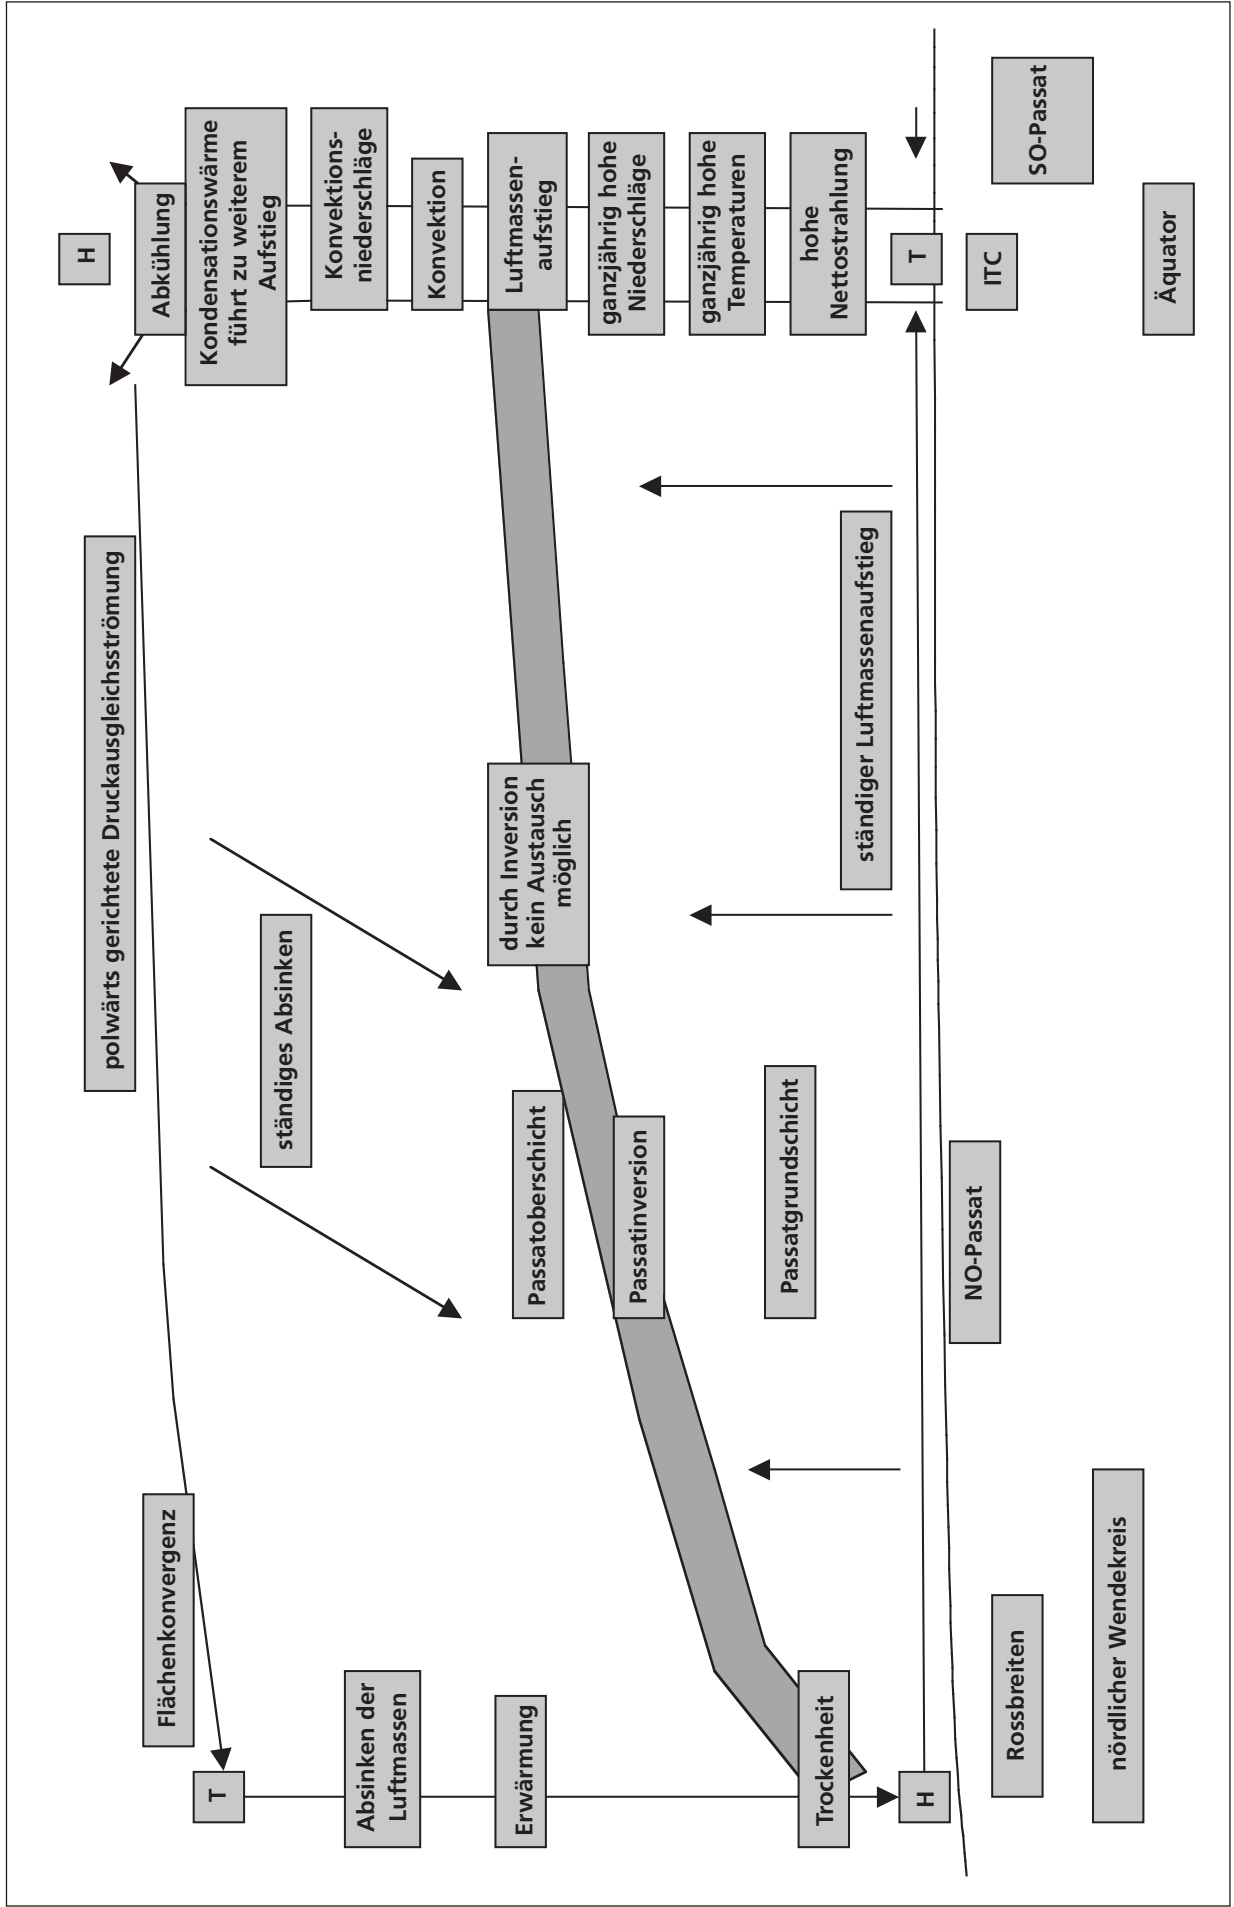 H
polwärts gerichtete Druckausgleichsströmung
Abkühlung
Flächenkonvergenz
Kondensationswärme
führt zu weiterem
Aufstieg
T
ständiges Absinken
Konvektions-
niederschläge
Absinken der
Luftmassen
Konvektion
Erwärmung
Passatoberschicht
durch Inversion
kein Austausch
möglich
Luftmassen-
aufstieg
Passatinversion
ganzjährig hohe
Niederschläge
ganzjährig hohe
Temperaturen
Trockenheit
Passatgrundschicht
ständiger Luftmassenaufstieg
hohe
Nettostrahlung
H
T
NO-Passat
ITC
Rossbreiten
SO-Passat
nördlicher Wendekreis
Äquator